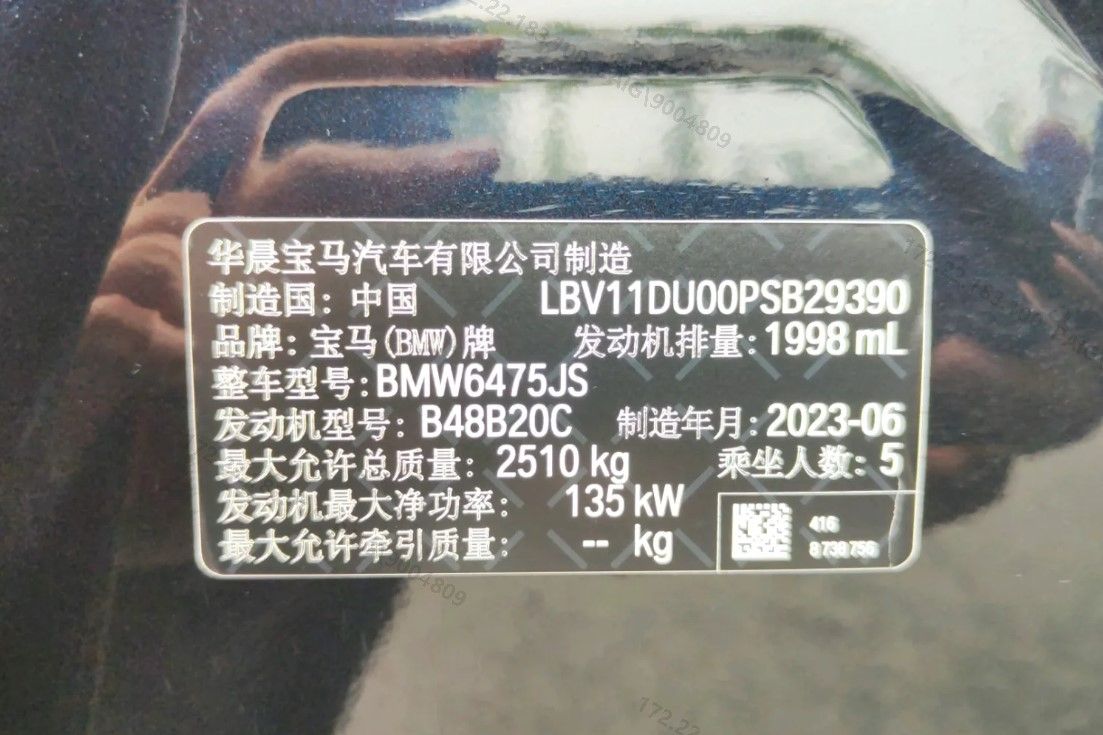 华晨宝马汽车有限公司制造
制造国：中国 LBV11DU00PSB29390
品牌：宝马(BMW)牌 发动机排量：1998 mL
整车型号：BMW6475JS
发动机型号：B48B20C 制造年月：2023-06
最大允许总质量：2510 kg 乘坐人数：5
发动机最大净功率： 135 kW
最大允许牵引质量： -- kg
416
8 738 756